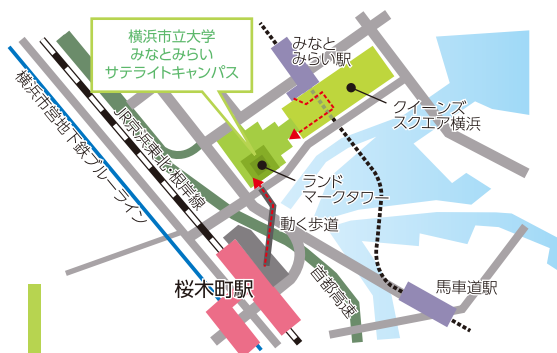 横浜市立大学
みなとみらい
サテライトキャンパス
みなと
みらい駅
クイーンズ
スクエア横浜
ランド
マークタワー
動く歩道
JR京浜東北・根岸線
横浜市営地下鉄ブルーライン
桜木町駅
首都高速
馬車道駅